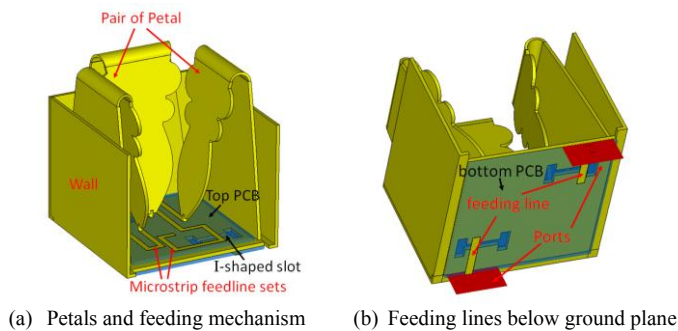 Pair of Petal
Wall
Top PCB
I-shaped slot
Microstrip feedline sets
bottom PCB
feeding line
Ports
(a) Petals and feeding mechanism
(b) Feeding lines below ground plane